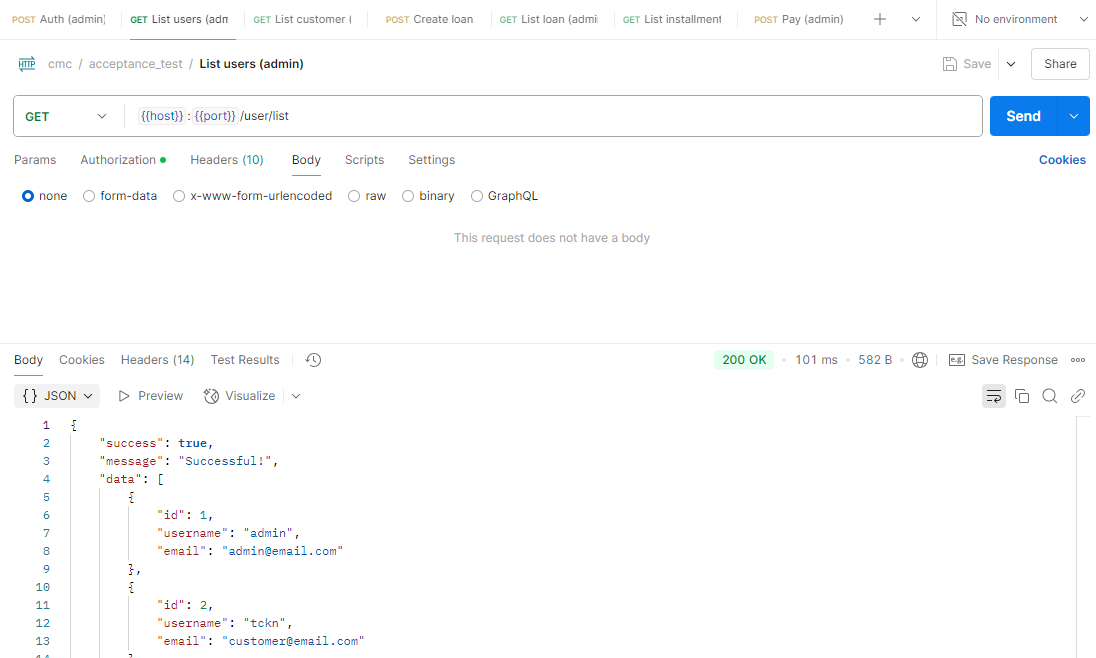 POST Auth (admin) GET List users (adm GET List customer ( POST Create loan GET List loan (admi GET List installment POST Pay (admin) No environment
HTTP cmc / acceptance_test / List users (admin) Save Share
GET {{host}}:{{port}}/user/list Send
Params Authorization Headers (10) Body Scripts Settings Cookies
none form-data x-www-form-urlencoded raw binary GraphQL
This request does not have a body
Body Cookies Headers (14) Test Results 200 OK 101 ms 582 B e.g. Save Response
{} JSON Preview Visualize
1 {
2 "success": true,
3 "message": "Successful!",
4 "data": [
5 {
6 "id": 1,
7 "username": "admin",
8 "email": "admin@email.com"
9 },
10 {
11 "id": 2,
12 "username": "tckn",
13 "email": "customer@email.com"